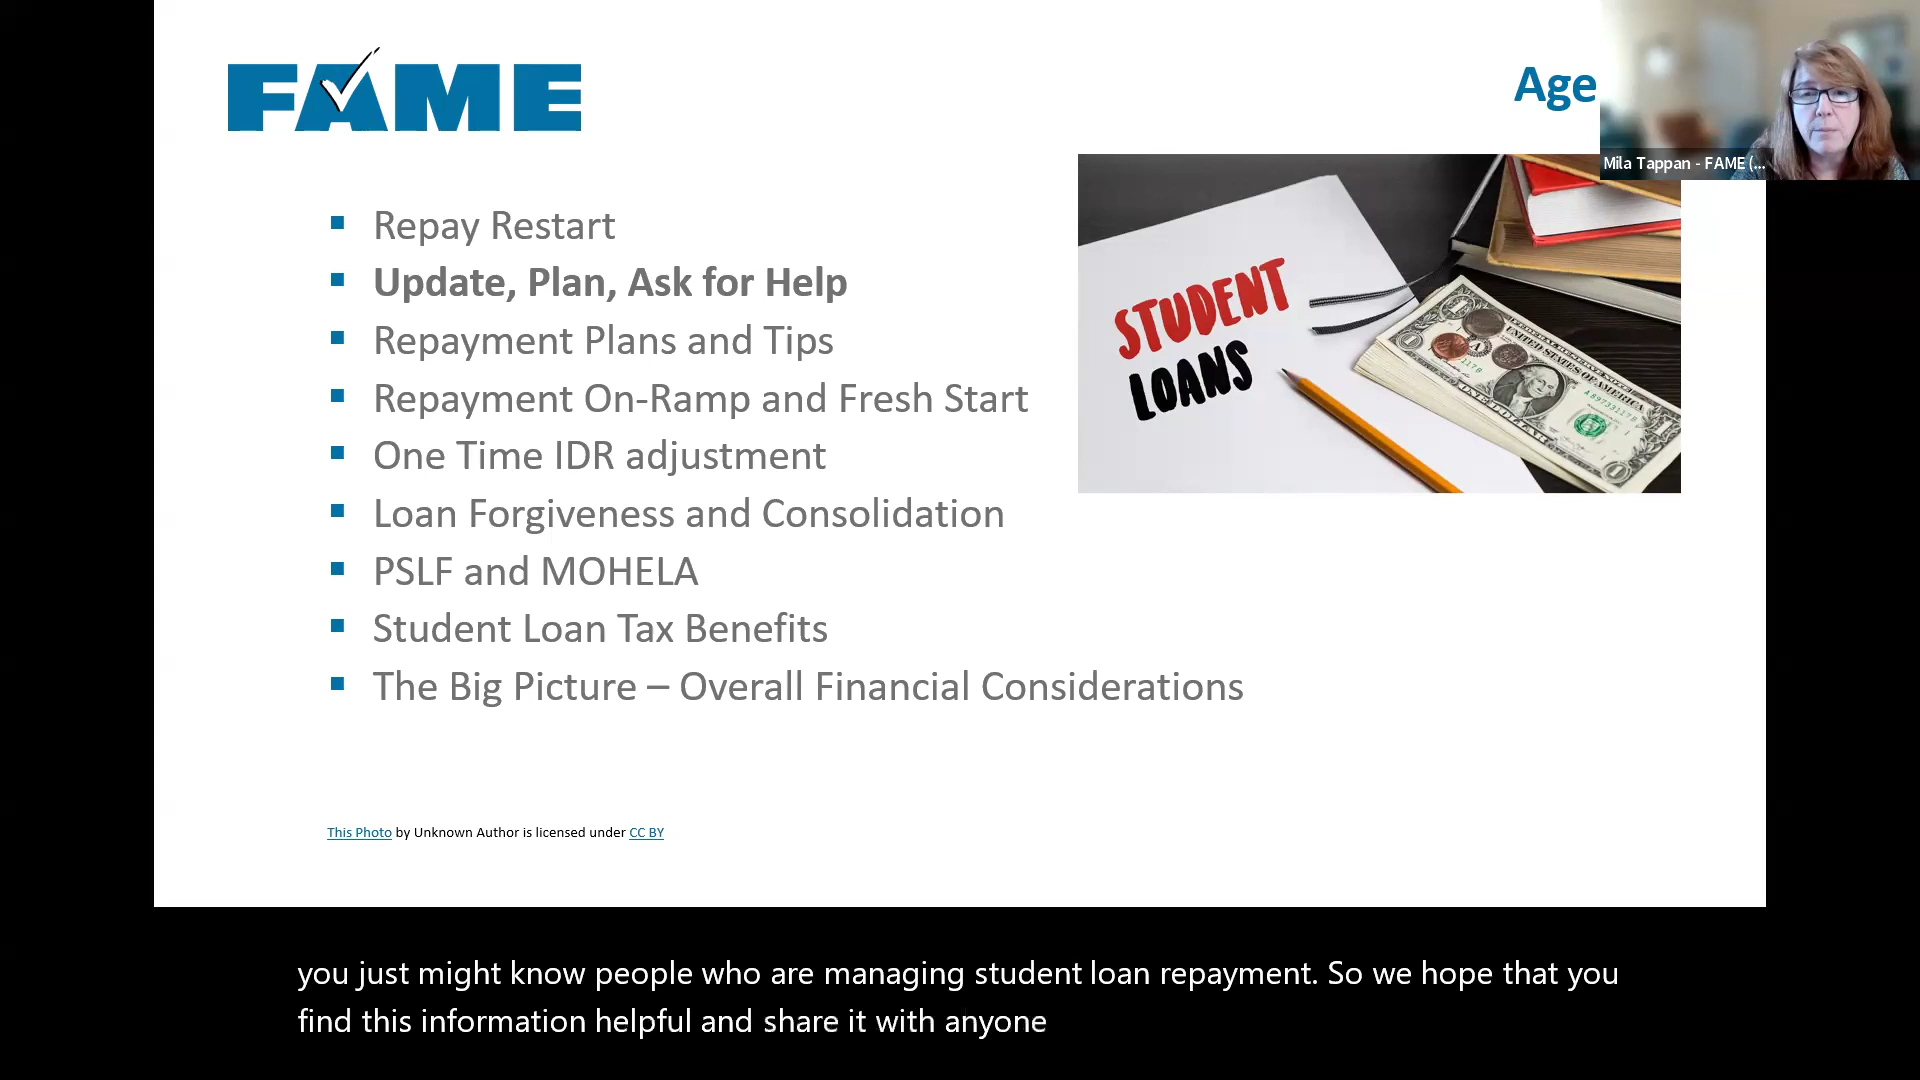 FAME
Age
Mila Tappan - FAME (...
Repay Restart
Update, Plan, Ask for Help
Repayment Plans and Tips
Repayment On-Ramp and Fresh Start
One Time IDR adjustment
Loan Forgiveness and Consolidation
PSLF and MOHELA
Student Loan Tax Benefits
The Big Picture – Overall Financial Considerations
STUDENT
LOANS
This Photo by Unknown Author is licensed under CC BY
you just might know people who are managing student loan repayment. So we hope that you
find this information helpful and share it with anyone